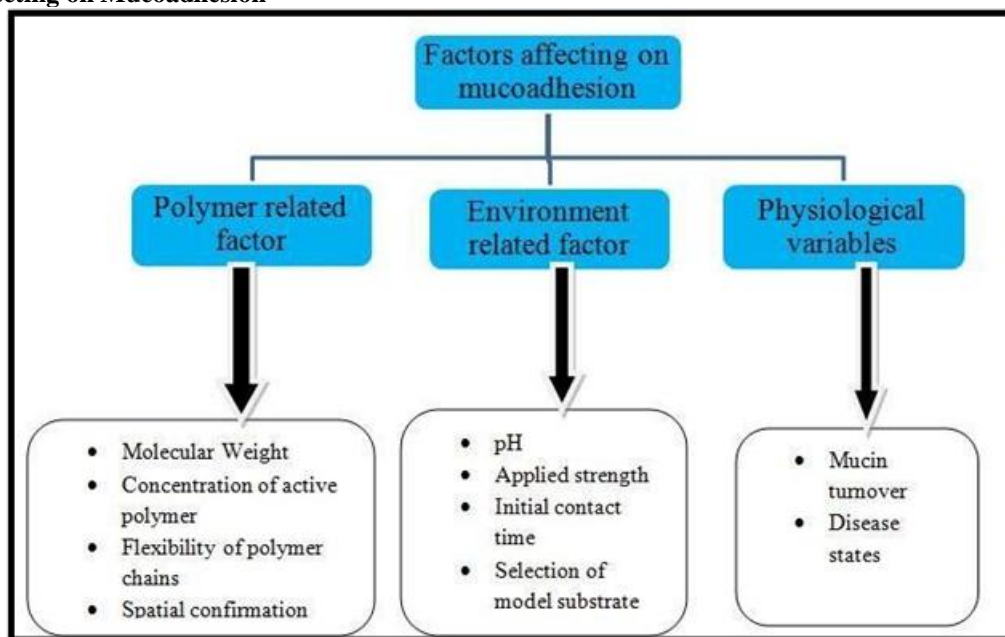 on Mucoadhesion
Factors affecting on
mucoadhesion
Polymer related
factor
Environment
related factor
Physiological
variables
• Molecular Weight
• Concentration of active
polymer
• Flexibility of polymer
chains
• Spatial confirmation
• pH
• Applied strength
• Initial contact
time
• Selection of
model substrate
• Mucin
turnover
• Disease
states